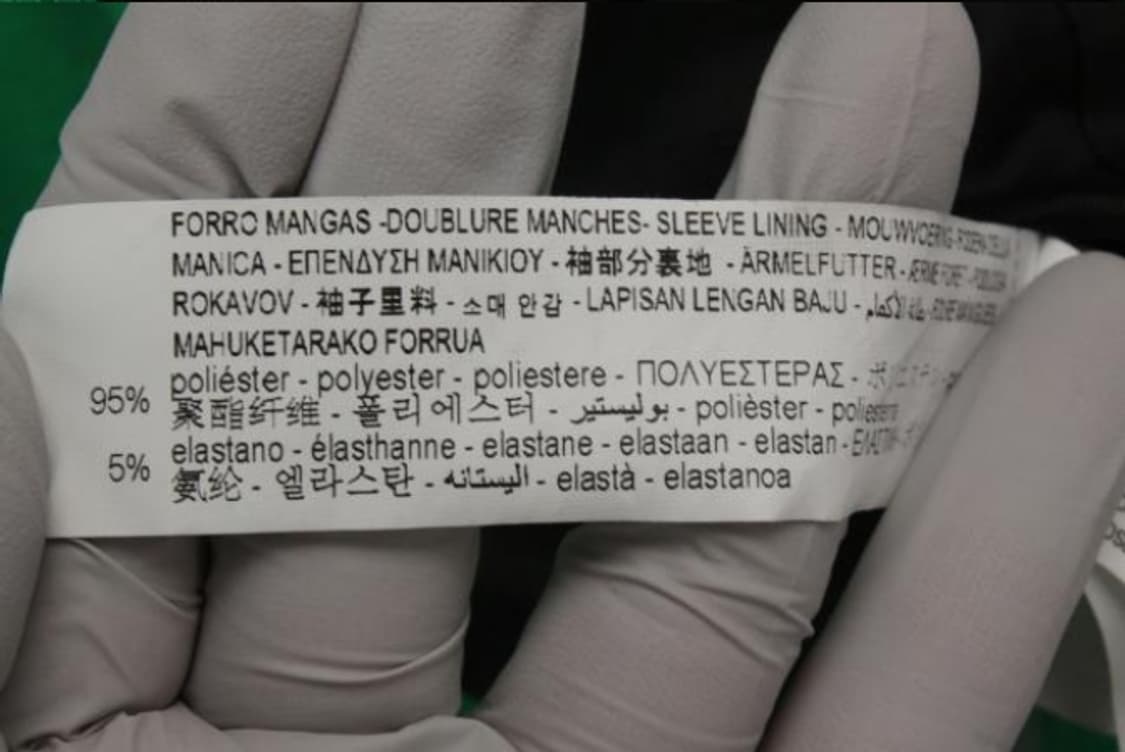 FORRO MANGAS -DOUBLURE MANCHES- SLEEVE LINING - MOUWVOERING-
MANICA - ΕΠΕΝΔΥΣΗ ΜΑΝΙΚΙΟΥ - 袖部分裏地 - ÄRMELFUTTER -
ROKAVOV - 袖子里料 - 소매 안감 - LAPISAN LENGAN BAJU -
MAHUKETARAKO FORRUA
95% poliéster - polyester - poliestere - ΠΟΛΥΕΣΤΕΡΑΣ -
聚酯纤维 - 폴리에스터 - بوليستير - polièster -
5% elastano - élasthanne - elastane - elastaan - elastan -
氨纶 - 엘라스탄 - اليستانه - elastà - elastanoa